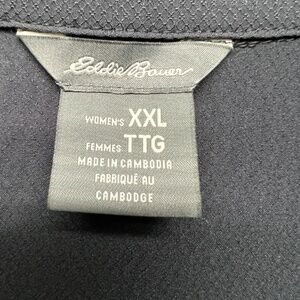 Eddie Bauer
WOMEN'S XXL
FEMMES TTG
MADE IN CAMBODIA
FABRIQUÉ AU
CAMBODGE